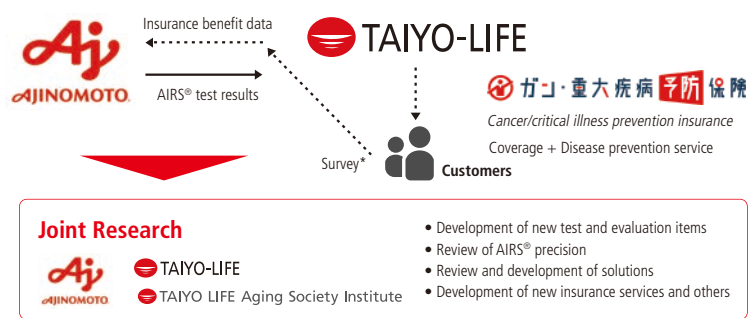 Insurance benefit data
AJINOMOTO.
AIRS® test results
TAIYO-LIFE
ガン・重大疾病予防保険
Cancer/critical illness prevention insurance
Coverage + Disease prevention service
Survey*
Customers
Joint Research
AJINOMOTO.
TAIYO-LIFE
TAIYO LIFE Aging Society Institute
• Development of new test and evaluation items
• Review of AIRS® precision
• Review and development of solutions
• Development of new insurance services and others